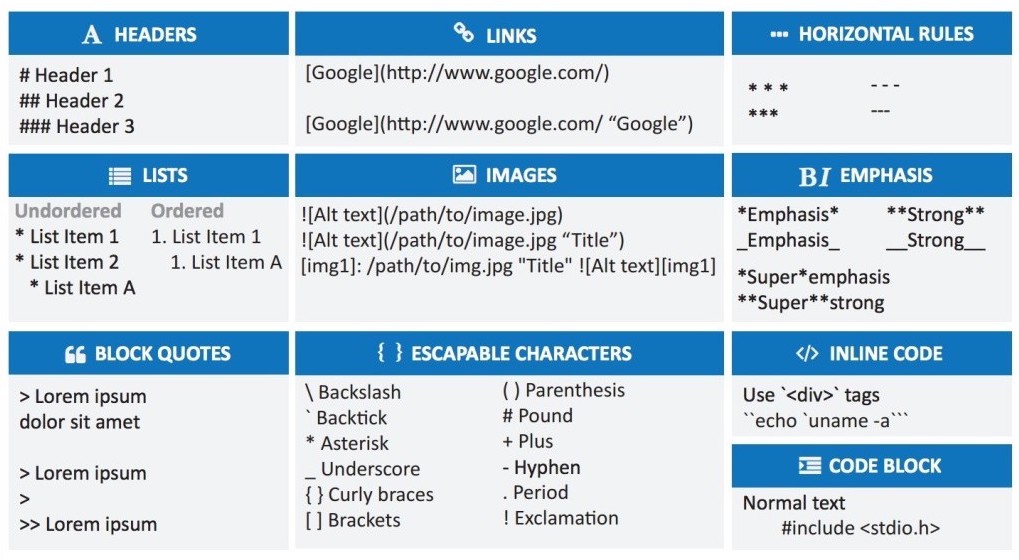 A HEADERS
# Header 1
## Header 2
### Header 3
LINKS
[Google](http://www.google.com/)
[Google](http://www.google.com/ “Google”)
HORIZONTAL RULES
* * * - - -
*** ---
LISTS
Undordered Ordered
* List Item 1 1. List Item 1
* List Item 2 1. List Item A
* List Item A
IMAGES
![Alt text](/path/to/image.jpg)
![Alt text](/path/to/image.jpg “Title”)
[img1]: /path/to/img.jpg "Title" ![Alt text][img1]
BI EMPHASIS
*Emphasis* **Strong**
_Emphasis_ __Strong__
*Super*emphasis
**Super**strong
BLOCK QUOTES
> Lorem ipsum
dolor sit amet
> Lorem ipsum
>
>> Lorem ipsum
{ } ESCAPABLE CHARACTERS
\ Backslash ( ) Parenthesis
` Backtick # Pound
* Asterisk + Plus
_ Underscore - Hyphen
{ } Curly braces . Period
[ ] Brackets ! Exclamation
</> INLINE CODE
Use `<div>` tags
``echo `uname -a```
CODE BLOCK
Normal text
#include <stdio.h>